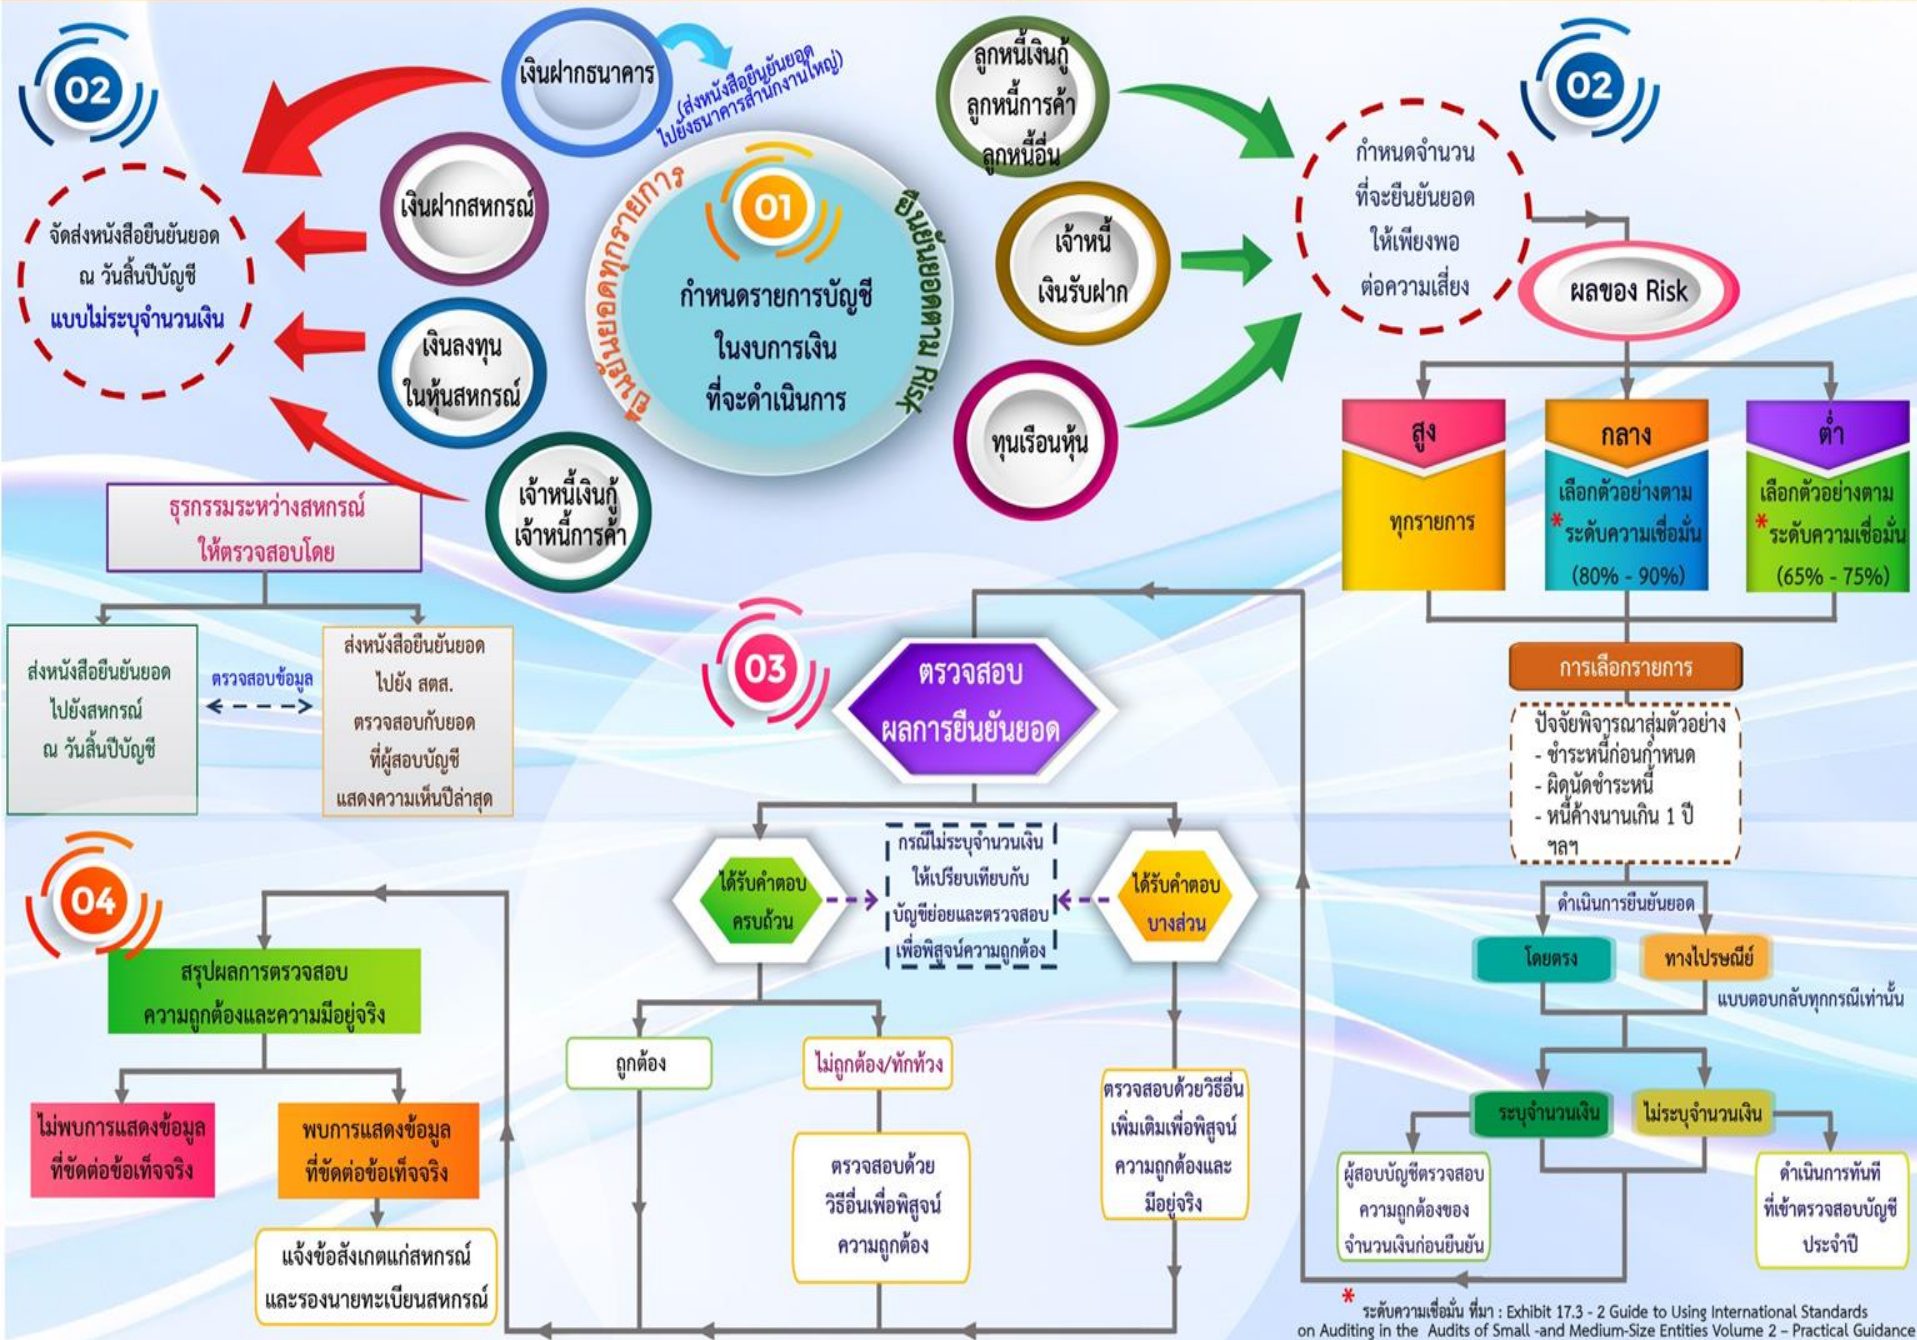 02
จัดส่งหนังสือยืนยันยอด
ณ วันสิ้นปีบัญชี
แบบไม่ระบุจำนวนเงิน
เงินฝากธนาคาร
(ส่งหนังสือยืนยันยอด
ไปยังธนาคารสำนักงานใหญ่)
เงินฝากสหกรณ์
เงินลงทุน
ในหุ้นสหกรณ์
เจ้าหนี้เงินกู้
เจ้าหนี้การค้า
ยืนยันยอดทุกรายการ
01
กำหนดรายการบัญชี
ในงบการเงิน
ที่จะดำเนินการ
ยืนยันยอดตาม Risk
ลูกหนี้เงินกู้
ลูกหนี้การค้า
ลูกหนี้อื่น
เจ้าหนี้
เงินรับฝาก
ทุนเรือนหุ้น
02
กำหนดจำนวน
ที่จะยืนยันยอด
ให้เพียงพอ
ต่อความเสี่ยง
ผลของ Risk
สูง
ทุกรายการ
กลาง
เลือกตัวอย่างตาม
*ระดับความเชื่อมั่น
(80% - 90%)
ต่ำ
เลือกตัวอย่างตาม
*ระดับความเชื่อมั่น
(65% - 75%)
การเลือกรายการ
ปัจจัยพิจารณาสุ่มตัวอย่าง
- ชำระหนี้ก่อนกำหนด
- ผิดนัดชำระหนี้
- หนี้ค้างนานเกิน 1 ปี
ฯลฯ
ดำเนินการยืนยันยอด
โดยตรง
ทางไปรษณีย์
แบบตอบกลับทุกกรณีเท่านั้น
ระบุจำนวนเงิน
ไม่ระบุจำนวนเงิน
ผู้สอบบัญชีตรวจสอบ
ความถูกต้องของ
จำนวนเงินก่อนยืนยัน
ดำเนินการทันที
ที่เข้าตรวจสอบบัญชี
ประจำปี
ธุรกรรมระหว่างสหกรณ์
ให้ตรวจสอบโดย
ส่งหนังสือยืนยันยอด
ไปยังสหกรณ์
ณ วันสิ้นปีบัญชี
ตรวจสอบข้อมูล
ส่งหนังสือยืนยันยอด
ไปยัง สตส.
ตรวจสอบกับยอด
ที่ผู้สอบบัญชี
แสดงความเห็นปีล่าสุด
03
ตรวจสอบ
ผลการยืนยันยอด
ได้รับคำตอบ
ครบถ้วน
กรณีไม่ระบุจำนวนเงิน
ให้เปรียบเทียบกับ
บัญชีย่อยและตรวจสอบ
เพื่อพิสูจน์ความถูกต้อง
ได้รับคำตอบ
บางส่วน
ถูกต้อง
ไม่ถูกต้อง/ทักท้วง
ตรวจสอบด้วย
วิธีอื่นเพื่อพิสูจน์
ความถูกต้อง
ตรวจสอบด้วยวิธีอื่น
เพิ่มเติมเพื่อพิสูจน์
ความถูกต้องและ
มีอยู่จริง
04
สรุปผลการตรวจสอบ
ความถูกต้องและความมีอยู่จริง
ไม่พบการแสดงข้อมูล
ที่ขัดต่อข้อเท็จจริง
พบการแสดงข้อมูล
ที่ขัดต่อข้อเท็จจริง
แจ้งข้อสังเกตแก่สหกรณ์
และรองนายทะเบียนสหกรณ์
* ระดับความเชื่อมั่น ที่มา : Exhibit 17.3 - 2 Guide to Using International Standards
on Auditing in the Audits of Small -and Medium-Size Entities Volume 2 – Practical Guidance